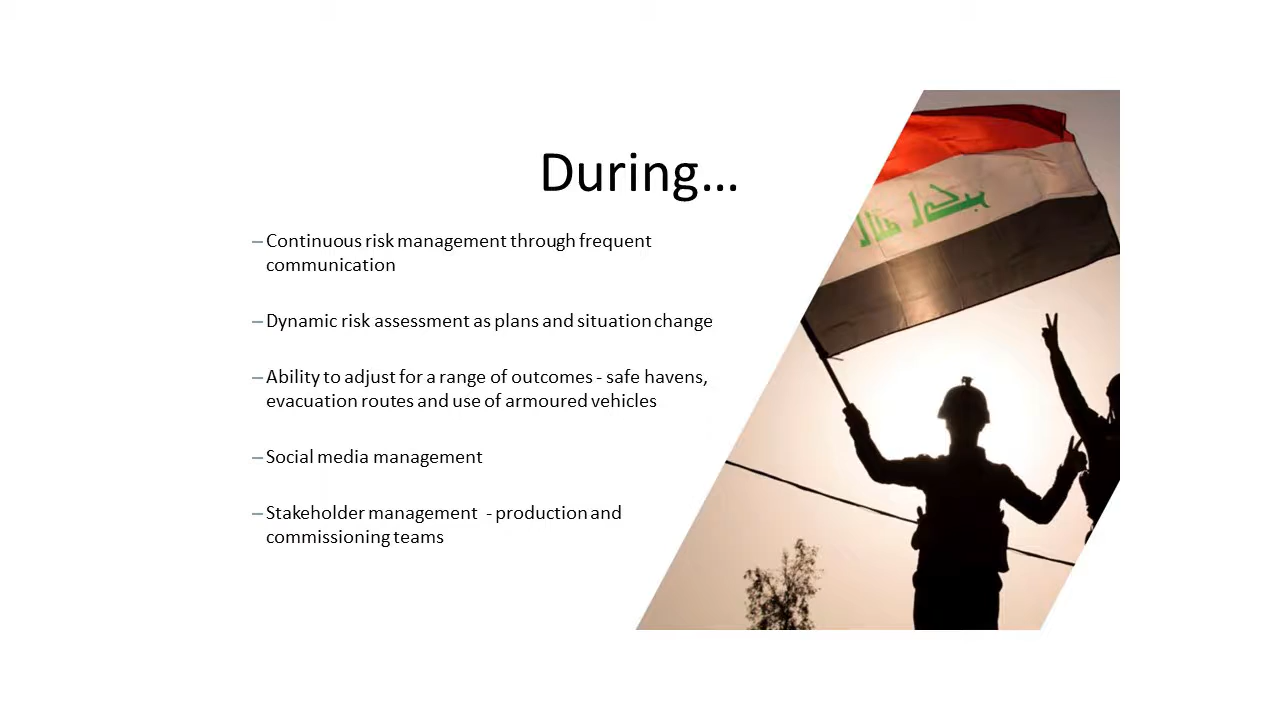 During...
– Continuous risk management through frequent
communication
– Dynamic risk assessment as plans and situation change
– Ability to adjust for a range of outcomes - safe havens,
evacuation routes and use of armoured vehicles
– Social media management
– Stakeholder management  - production and
commissioning teams